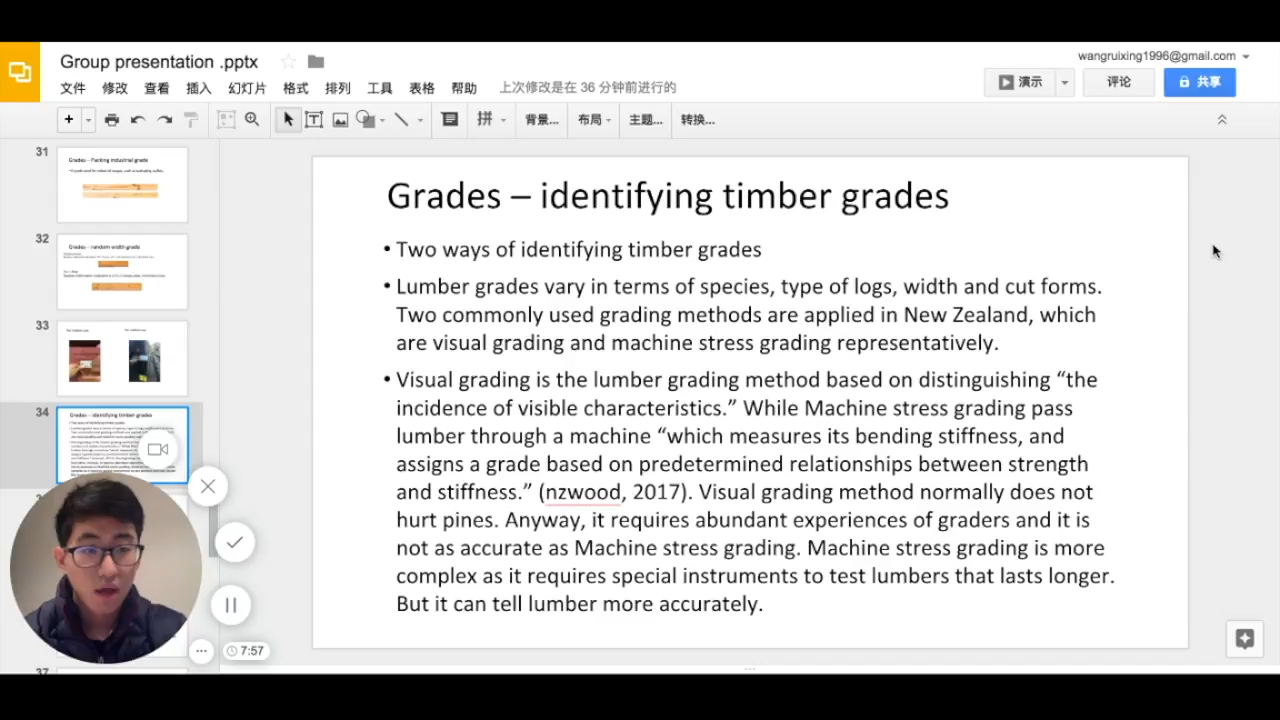 Group presentation .pptx
wangruixing1996@gmail.com
文件 修改 查看 插入 幻灯片 格式 排列 工具 表格 帮助 上次修改是在 36 分钟前进行的
演示 评论 共享
拼 背景... 布局 主题... 转换...
31
Grades – Packing industrial grade
32
Grades – random width grade
33
34
Grades – identifying timber grades
37
7:57
Grades – identifying timber grades
• Two ways of identifying timber grades
• Lumber grades vary in terms of species, type of logs, width and cut forms.
Two commonly used grading methods are applied in New Zealand, which
are visual grading and machine stress grading representatively.
• Visual grading is the lumber grading method based on distinguishing “the
incidence of visible characteristics.” While Machine stress grading pass
lumber through a machine “which measures its bending stiffness, and
assigns a grade based on predetermined relationships between strength
and stiffness.” (nzwood, 2017). Visual grading method normally does not
hurt pines. Anyway, it requires abundant experiences of graders and it is
not as accurate as Machine stress grading. Machine stress grading is more
complex as it requires special instruments to test lumbers that lasts longer.
But it can tell lumber more accurately.